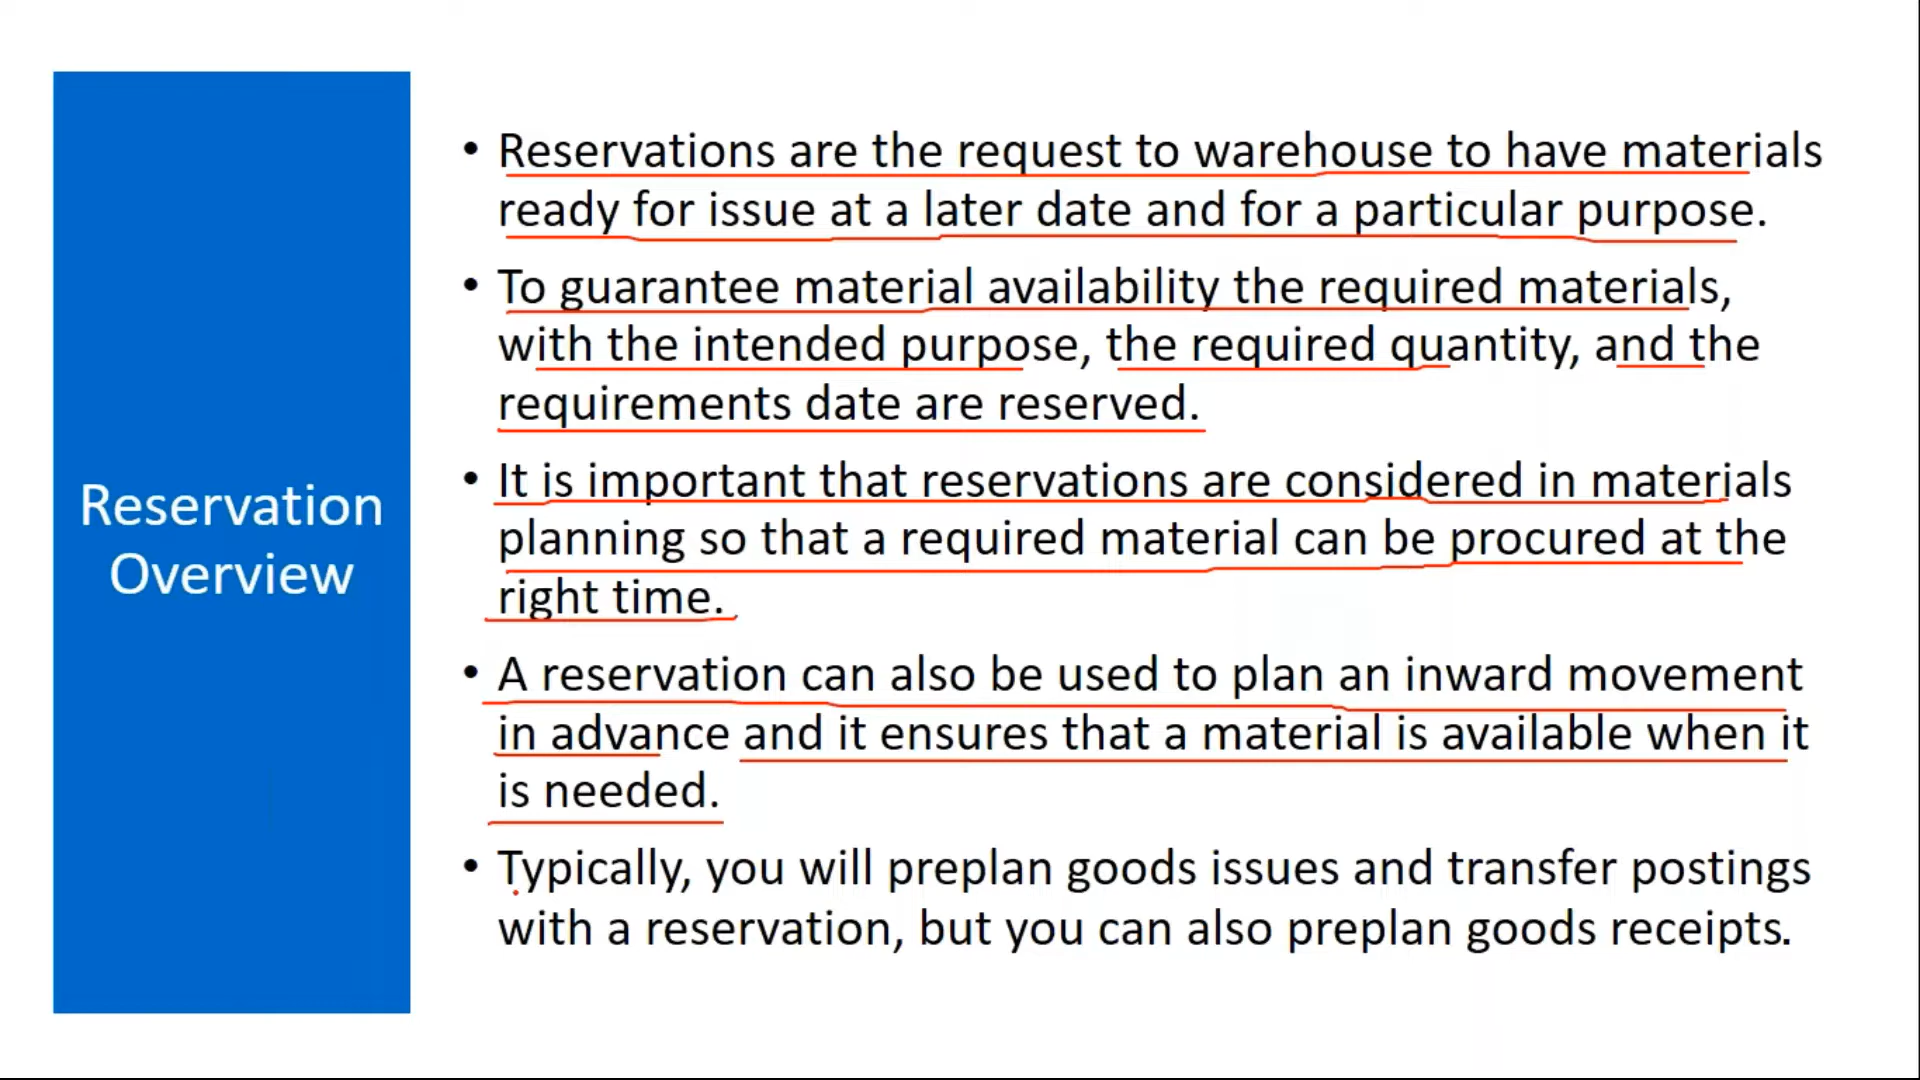 Reservation
Overview
• Reservations are the request to warehouse to have materials
ready for issue at a later date and for a particular purpose.
• To guarantee material availability the required materials,
with the intended purpose, the required quantity, and the
requirements date are reserved.
• It is important that reservations are considered in materials
planning so that a required material can be procured at the
right time.
• A reservation can also be used to plan an inward movement
in advance and it ensures that a material is available when it
is needed.
• Typically, you will preplan goods issues and transfer postings
with a reservation, but you can also preplan goods receipts.